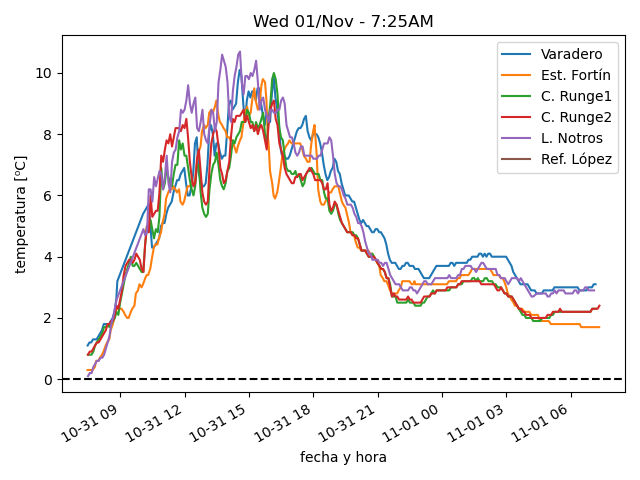 Wed 01/Nov - 7:25AM
temperatura [ºC]
10
8
6
4
2
0
Varadero
Est. Fortín
C. Runge1
C. Runge2
L. Notros
Ref. López
10-31 09
10-31 12
10-31 15
10-31 18
10-31 21
11-01 00
11-01 03
11-01 06
fecha y hora